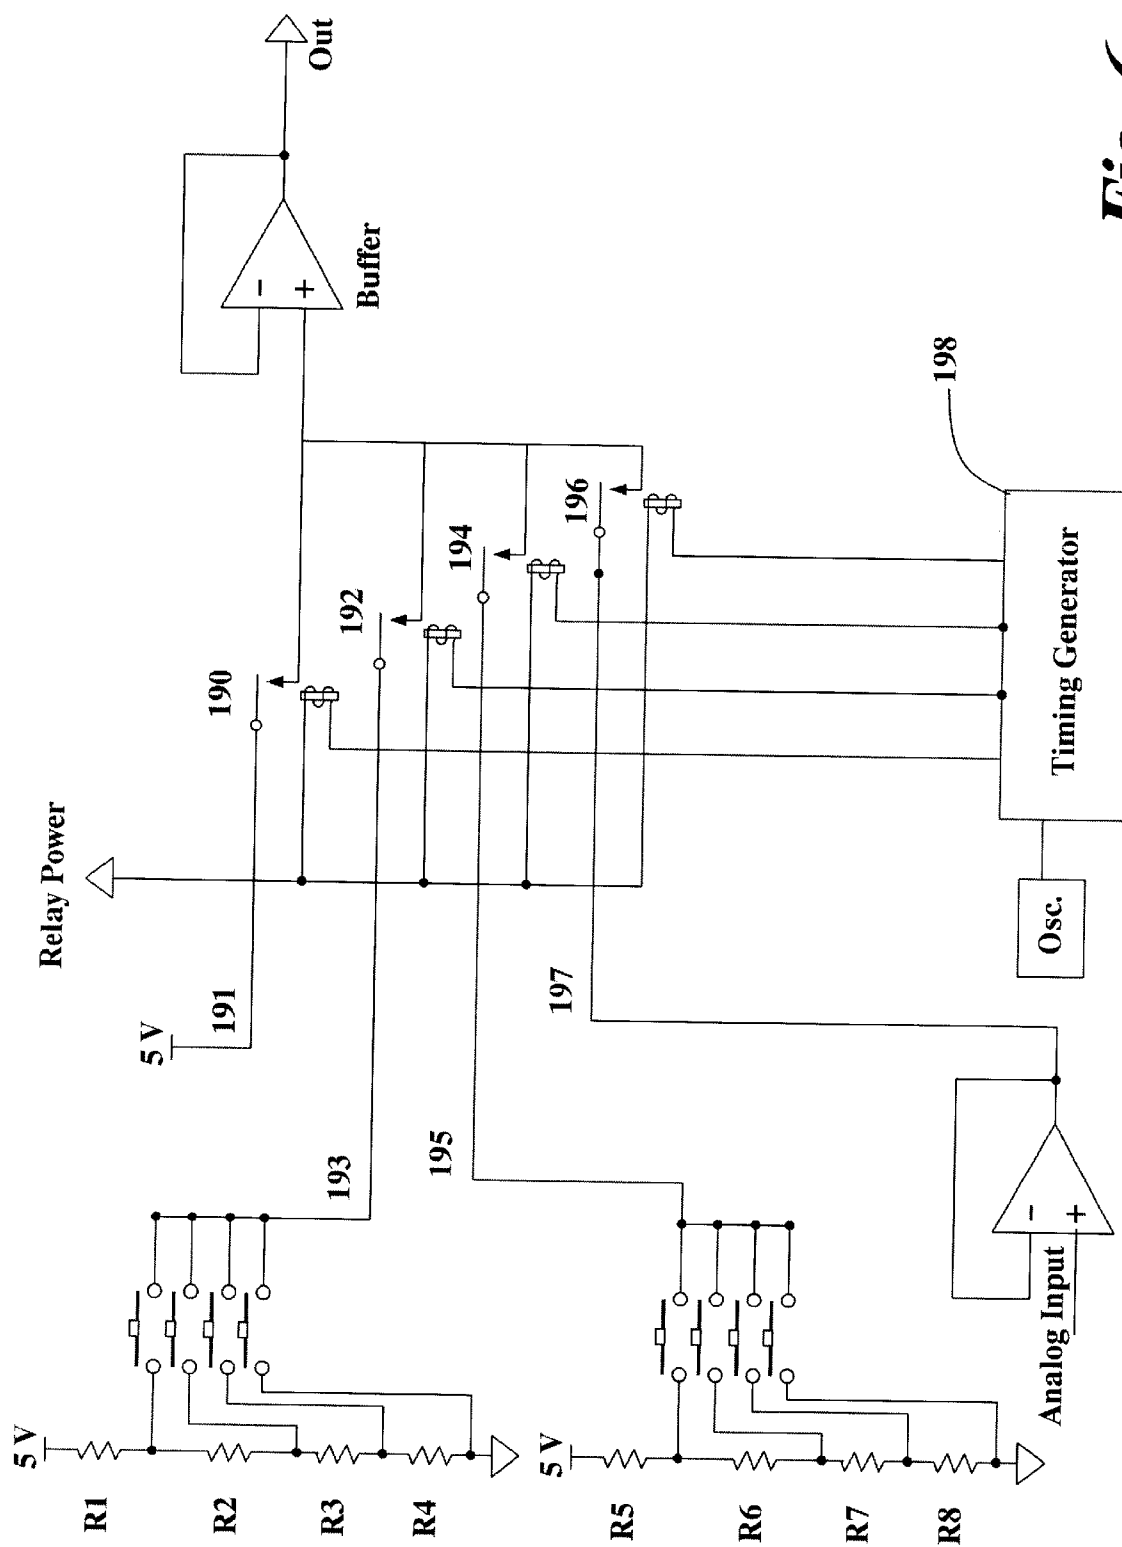 5 V
R1
R2
R3
R4
5 V
R5
R6
R7
R8
193
195
Analog Input
-
+
5 V
191
197
Relay Power
Osc.
190
192
194
196
Timing Generator
198
-
+
Buffer
Out